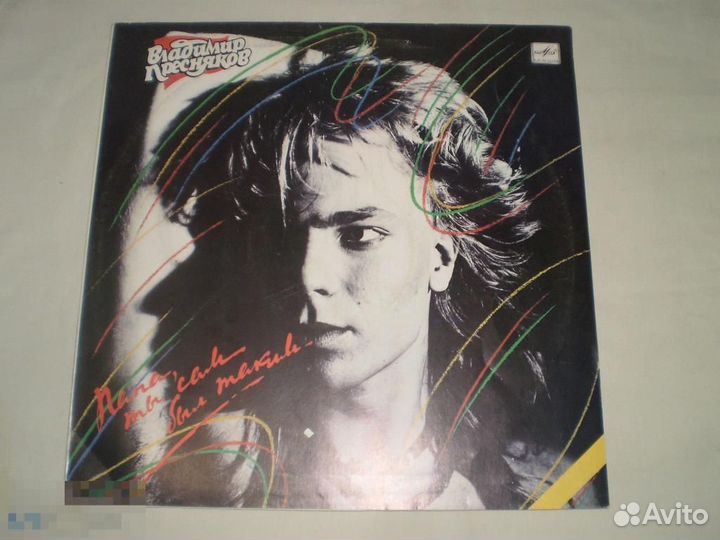 Владимир
Пресняков
Папа,
ты сам
был таким...
Avito